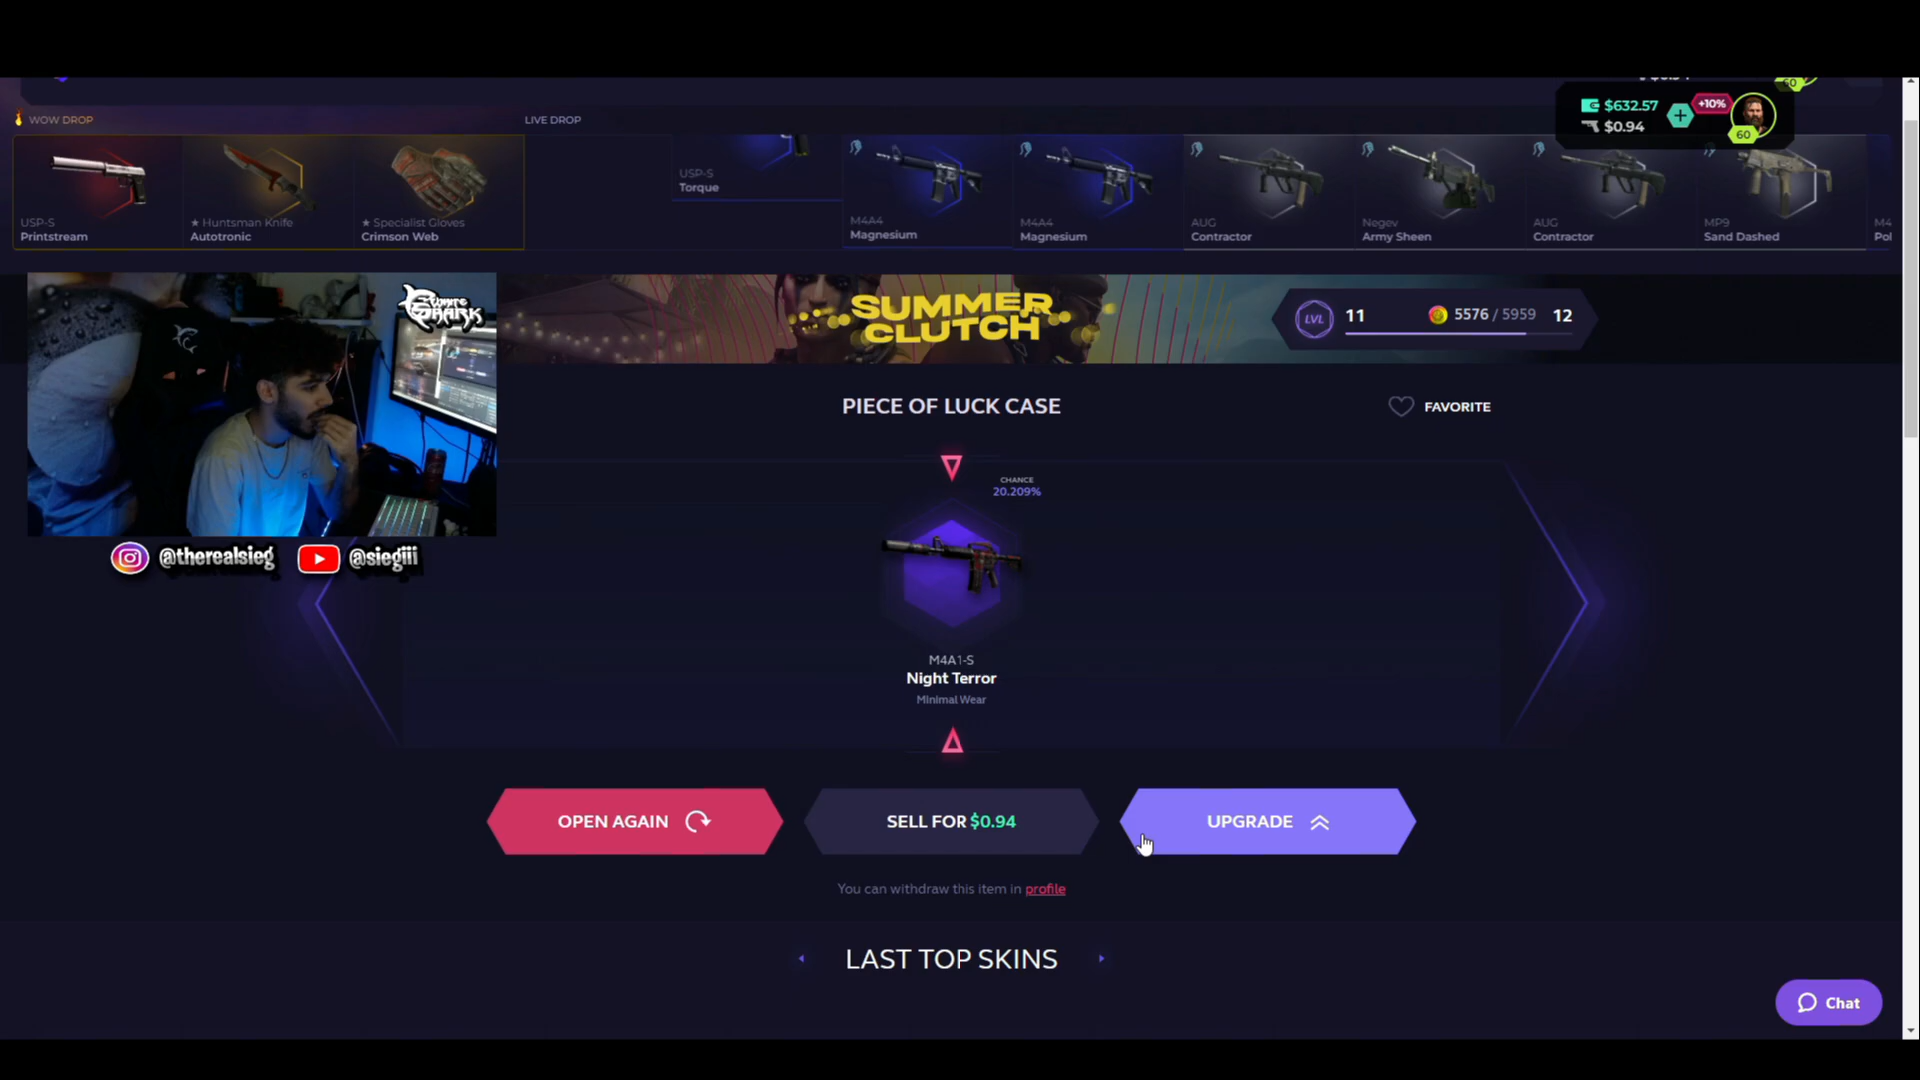 WOW DROP
LIVE DROP
$632.57
+10%
$0.94
60
USP-S
Printstream
★ Huntsman Knife
Autotronic
★ Specialist Gloves
Crimson Web
USP-S
Torque
M4A4
Magnesium
M4A4
Magnesium
AUG
Contractor
Negev
Army Sheen
AUG
Contractor
MP9
Sand Dashed
M4
Pol
SUMMER
CLUTCH
LVL
11
5576 / 5959
12
SHARK
PIECE OF LUCK CASE
FAVORITE
CHANCE
20.209%
@therealsieg
@siegiii
M4A1-S
Night Terror
Minimal Wear
OPEN AGAIN
SELL FOR $0.94
UPGRADE
You can withdraw this item in profile
LAST TOP SKINS
Chat